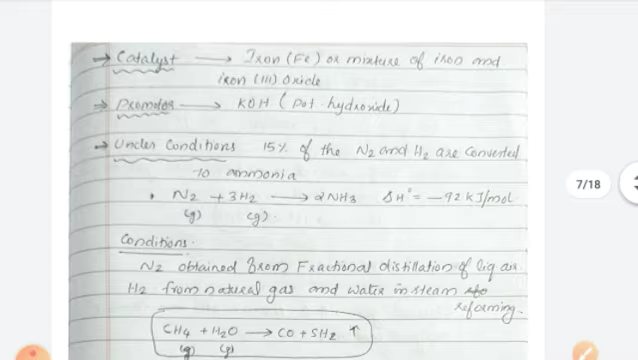 → Catalyst → Iron (Fe) or mixture of iron and
iron (III) Oxide
→ Promoter → KOH (pot. hydroxide)
→ Under Conditions 15% of the N2 and H2 are converted
to ammonia
7/18
• N2 + 3H2 → 2NH3 ΔH° = -92 kJ/mol
(g) (g)
Conditions.
N2 obtained from Fractional distillation of liq air
H2 from natural gas and water in steam
reforming.
CH4 + H2O → CO + 3H2 ↑
(g) (g)